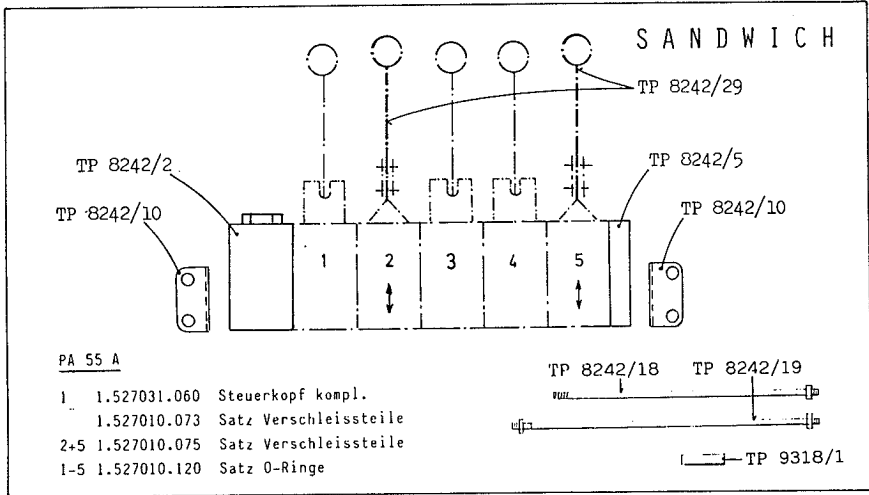 SANDWICH
TP 8242/29
TP 8242/2
TP 8242/5
TP 8242/10
TP 8242/10
1 2 3 4 5
PA 55 A
1 1.527031.060 Steuerkopf kompl.
1.527010.073 Satz Verschleissteile
2+5 1.527010.075 Satz Verschleissteile
1-5 1.527010.120 Satz O-Ringe
TP 8242/18 TP 8242/19
TP 9318/1